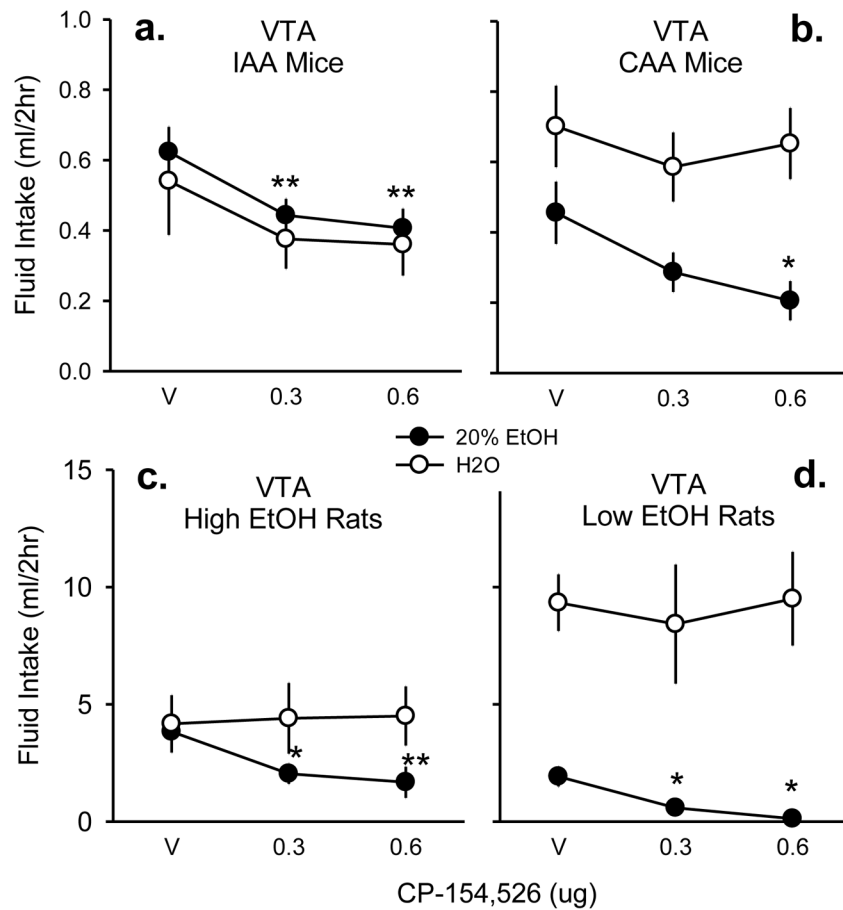 a.
VTA
IAA Mice
b.
VTA
CAA Mice
Fluid Intake (ml/2hr)
1.0
0.8
0.6
0.4
0.2
0.0
**
**
*
V
0.3
0.6
V
0.3
0.6
20% EtOH
H2O
c.
VTA
High EtOH Rats
d.
VTA
Low EtOH Rats
Fluid Intake (ml/2hr)
15
10
5
0
*
**
*
*
V
0.3
0.6
V
0.3
0.6
CP-154,526 (ug)